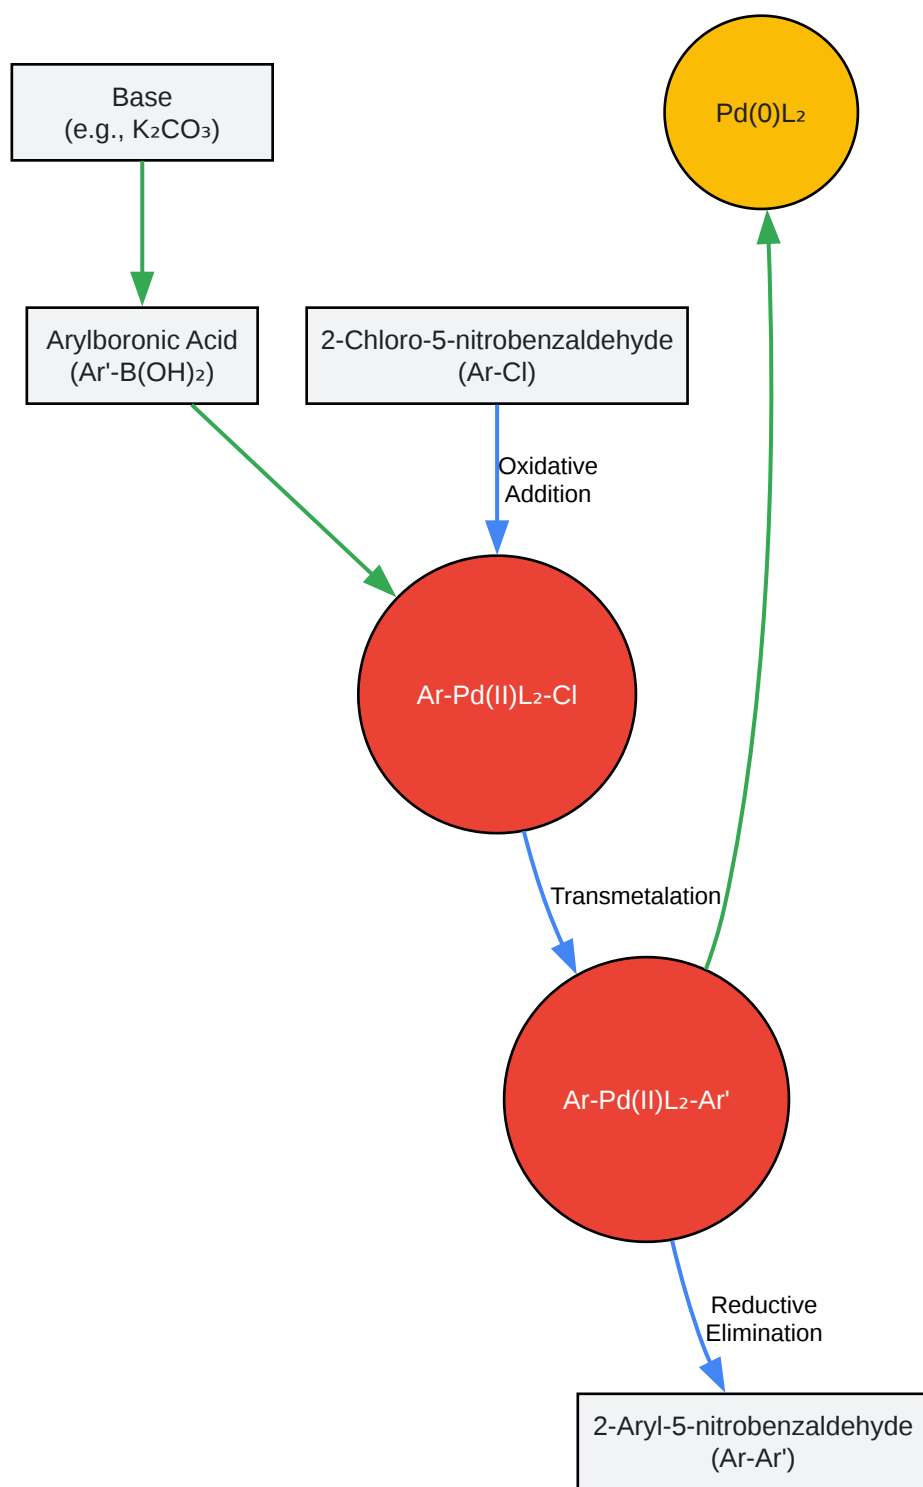 Base
(e.g., K₂CO₃)
Pd(0)L₂
Arylboronic Acid
(Ar'-B(OH)₂)
2-Chloro-5-nitrobenzaldehyde
(Ar-Cl)
Oxidative
Addition
Ar-Pd(II)L₂-Cl
Transmetalation
Ar-Pd(II)L₂-Ar'
Reductive
Elimination
2-Aryl-5-nitrobenzaldehyde
(Ar-Ar')